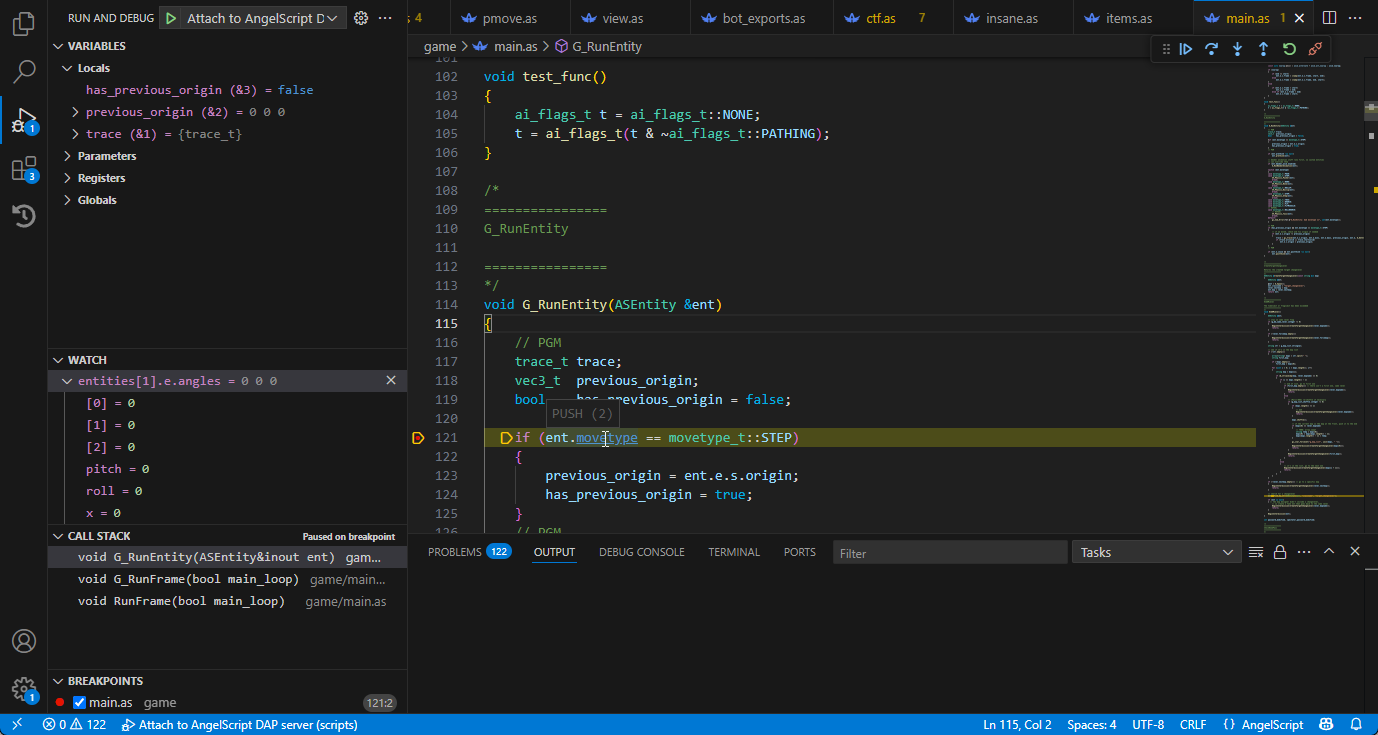 RUN AND DEBUG
Attach to AngelScript D
4
pmove.as
view.as
bot_exports.as
ctf.as 7
insane.as
items.as
main.as 1
VARIABLES
Locals
has_previous_origin (&3) = false
previous_origin (&2) = 0 0 0
trace (&1) = {trace_t}
Parameters
Registers
Globals
WATCH
entities[1].e.angles = 0 0 0
[0] = 0
[1] = 0
[2] = 0
pitch = 0
roll = 0
x = 0
CALL STACK
Paused on breakpoint
void G_RunEntity(ASEntity&inout ent) gam...
void G_RunFrame(bool main_loop) game/main...
void RunFrame(bool main_loop) game/main.as
BREAKPOINTS
main.as game
121:2
1
3
1
game > main.as > G_RunEntity
101
102 void test_func()
103 {
104 ai_flags_t t = ai_flags_t::NONE;
105 t = ai_flags_t(t & ~ai_flags_t::PATHING);
106 }
107
108 /*
109 ================
110 G_RunEntity
111
112 ================
113 */
114 void G_RunEntity(ASEntity &ent)
115 {
116 // PGM
117 trace_t trace;
118 vec3_t previous_origin;
119 bool has_previous_origin = false;
PUSH (2)
120
121 if (ent.movetype == movetype_t::STEP)
122 {
123 previous_origin = ent.e.s.origin;
124 has_previous_origin = true;
125 }
126 // PGM
PROBLEMS 122
OUTPUT
DEBUG CONSOLE
TERMINAL
PORTS
Filter
Tasks
0 122
Attach to AngelScript DAP server (scripts)
Ln 115, Col 2
Spaces: 4
UTF-8
CRLF
{} AngelScript